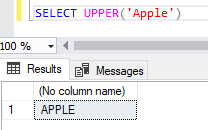 SELECT UPPER('Apple')
100 %
Results Messages
(No column name)
1 APPLE